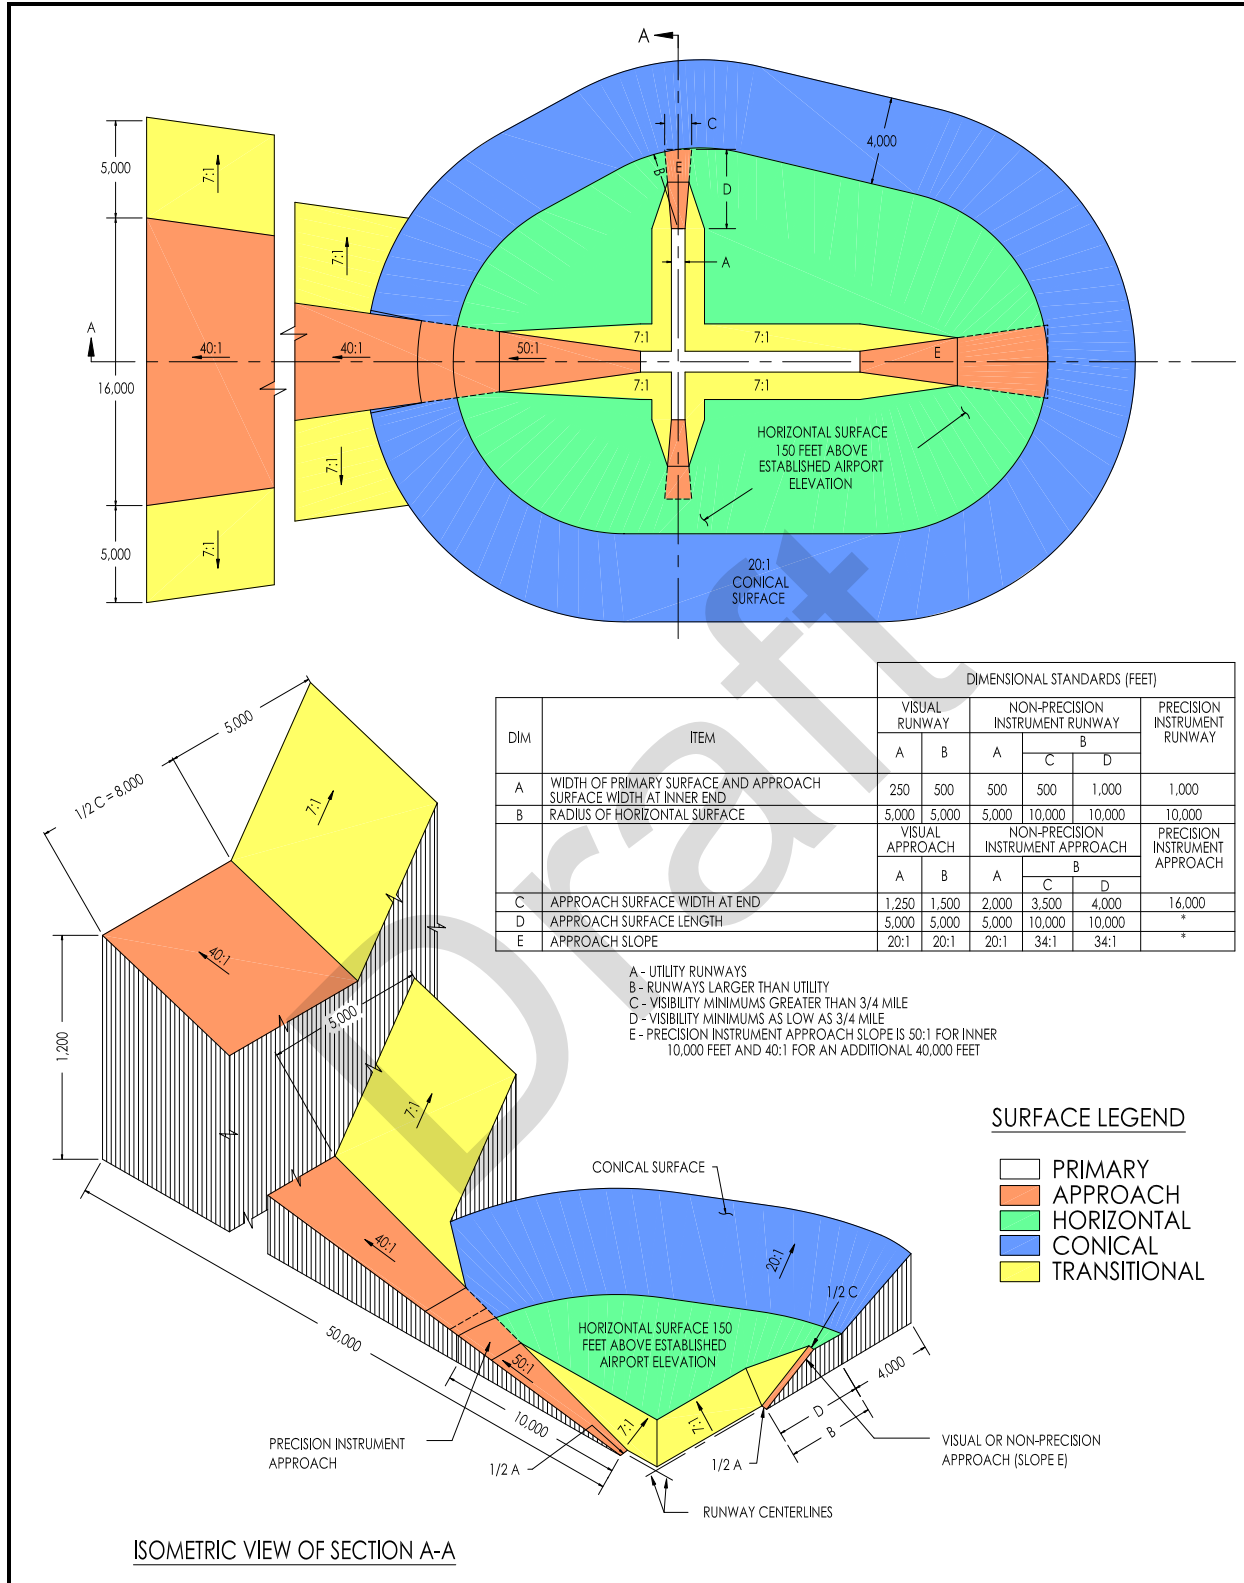 A
C
4,000
5,000
7:1
B
E
D
7:1
A
A
7:1
7:1
40:1
40:1
50:1
E
16,000
7:1
7:1
HORIZONTAL SURFACE
150 FEET ABOVE
ESTABLISHED AIRPORT
ELEVATION
7:1
7:1
5,000
20:1
CONICAL
SURFACE
Draft
DIMENSIONAL STANDARDS (FEET)
DIM
ITEM
VISUAL
RUNWAY
NON-PRECISION
INSTRUMENT RUNWAY
PRECISION
INSTRUMENT
RUNWAY
A B A B
C D
A WIDTH OF PRIMARY SURFACE AND APPROACH
SURFACE WIDTH AT INNER END 250 500 500 500 1,000 1,000
B RADIUS OF HORIZONTAL SURFACE 5,000 5,000 5,000 10,000 10,000 10,000
VISUAL
APPROACH
NON-PRECISION
INSTRUMENT APPROACH
PRECISION
INSTRUMENT
APPROACH
A B A B
C D
C APPROACH SURFACE WIDTH AT END 1,250 1,500 2,000 3,500 4,000 16,000
D APPROACH SURFACE LENGTH 5,000 5,000 5,000 10,000 10,000 *
E APPROACH SLOPE 20:1 20:1 20:1 34:1 34:1 *
A - UTILITY RUNWAYS
B - RUNWAYS LARGER THAN UTILITY
C - VISIBILITY MINIMUMS GREATER THAN 3/4 MILE
D - VISIBILITY MINIMUMS AS LOW AS 3/4 MILE
E - PRECISION INSTRUMENT APPROACH SLOPE IS 50:1 FOR INNER
10,000 FEET AND 40:1 FOR AN ADDITIONAL 40,000 FEET
5,000
1/2 C = 8,000
7:1
40:1
5,000
1,200
7:1
SURFACE LEGEND
PRIMARY
APPROACH
HORIZONTAL
CONICAL
TRANSITIONAL
CONICAL SURFACE
40:1
20:1
1/2 C
50,000
HORIZONTAL SURFACE 150
FEET ABOVE ESTABLISHED
AIRPORT ELEVATION
50:1
4,000
10,000
7:1
7:1
D
B
PRECISION INSTRUMENT
APPROACH
1/2 A
1/2 A
VISUAL OR NON-PRECISION
APPROACH (SLOPE E)
RUNWAY CENTERLINES
ISOMETRIC VIEW OF SECTION A-A